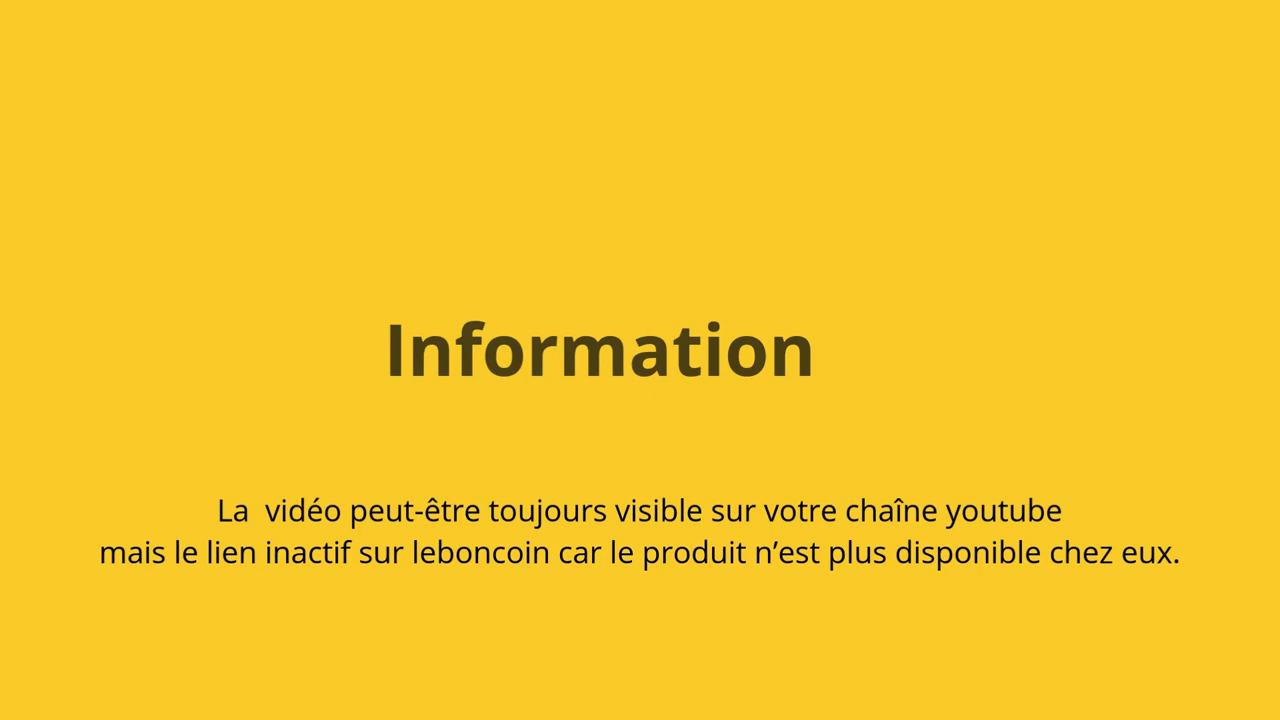 Information
La  vidéo peut-être toujours visible sur votre chaîne youtube
mais le lien inactif sur leboncoin car le produit n’est plus disponible chez eux.